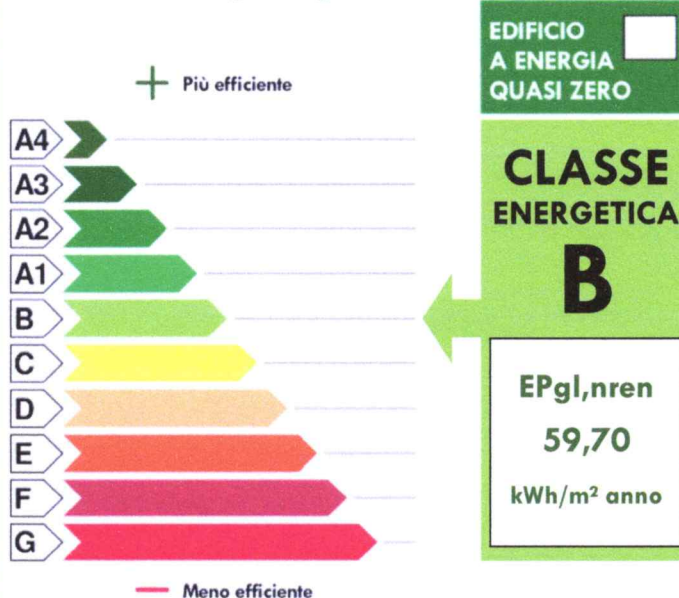 EDIFICIO
A ENERGIA
QUASI ZERO
+ Più efficiente
A4
A3
A2
A1
B
C
D
E
F
G
— Meno efficiente
CLASSE
ENERGETICA
B
EPgl,nren
59,70
kWh/m² anno